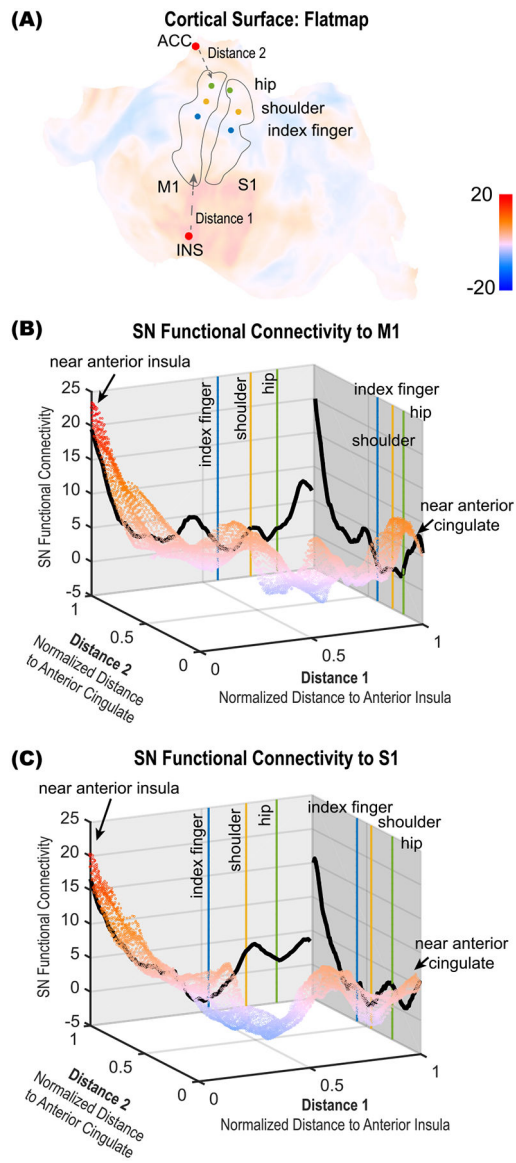 (A) Cortical Surface: Flatmap
ACC
Distance 2
hip
shoulder
index finger
M1
S1
Distance 1
INS
20
-20
(B) SN Functional Connectivity to M1
near anterior insula
25
20
15
10
5
0
-5
SN Functional Connectivity
index finger
shoulder
hip
index finger
hip
shoulder
near anterior
cingulate
1
0.5
0
Distance 2
Normalized Distance
to Anterior Cingulate
0
0.5
1
Distance 1
Normalized Distance to Anterior Insula
(C) SN Functional Connectivity to S1
near anterior insula
25
20
15
10
5
0
-5
SN Functional Connectivity
index finger
shoulder
hip
index finger
shoulder
hip
near anterior
cingulate
1
0.5
0
Distance 2
Normalized Distance
to Anterior Cingulate
0
0.5
1
Distance 1
Normalized Distance to Anterior Insula